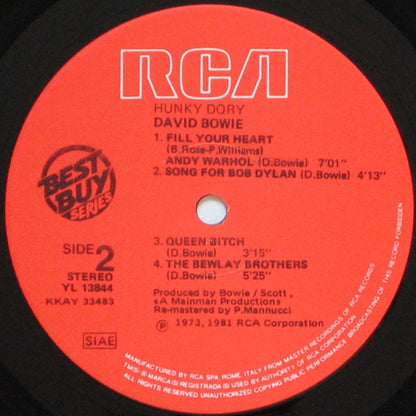 RCA
HUNKY DORY
DAVID BOWIE
1. FILL YOUR HEART
(B.Rose-P.Williams)
ANDY WARHOL (D.Bowie) 7'01"
2. SONG FOR BOB DYLAN (D.Bowie) 4'13"
BEST
BUY
SERIES
SIDE 2
STEREO
YL 13844
KKAY 33483
3. QUEEN BITCH
(D.Bowie) 3'15"
4. THE BEWLAY BROTHERS
(D.Bowie) 5'25"
Produced by Bowie / Scott,
«A Mainman Production»
Re-mastered by P.Mannucci
SIAE
Ⓟ 1973, 1981 RCA Corporation
MADE BY RCA SPA, ROME, ITALY FROM MASTER RECORDINGS OF RCA RECORDS
TM(S) ® MARCA(S) REGISTRADA(S) USED BY AUTHORITY OF RCA CORPORATION
ALL RIGHTS RESERVED UNAUTHORIZED COPYING PUBLIC PERFORMANCE BROADCASTING OF THIS RECORD FORBIDDEN